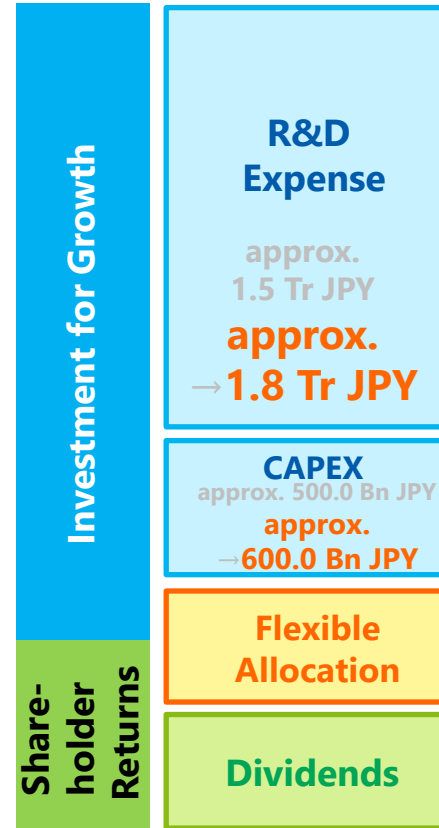 Investment for Growth
Share-
holder
Returns
R&D
Expense
approx.
1.5 Tr JPY
approx.
→1.8 Tr JPY
CAPEX
approx. 500.0 Bn JPY
approx.
→600.0 Bn JPY
Flexible
Allocation
Dividends